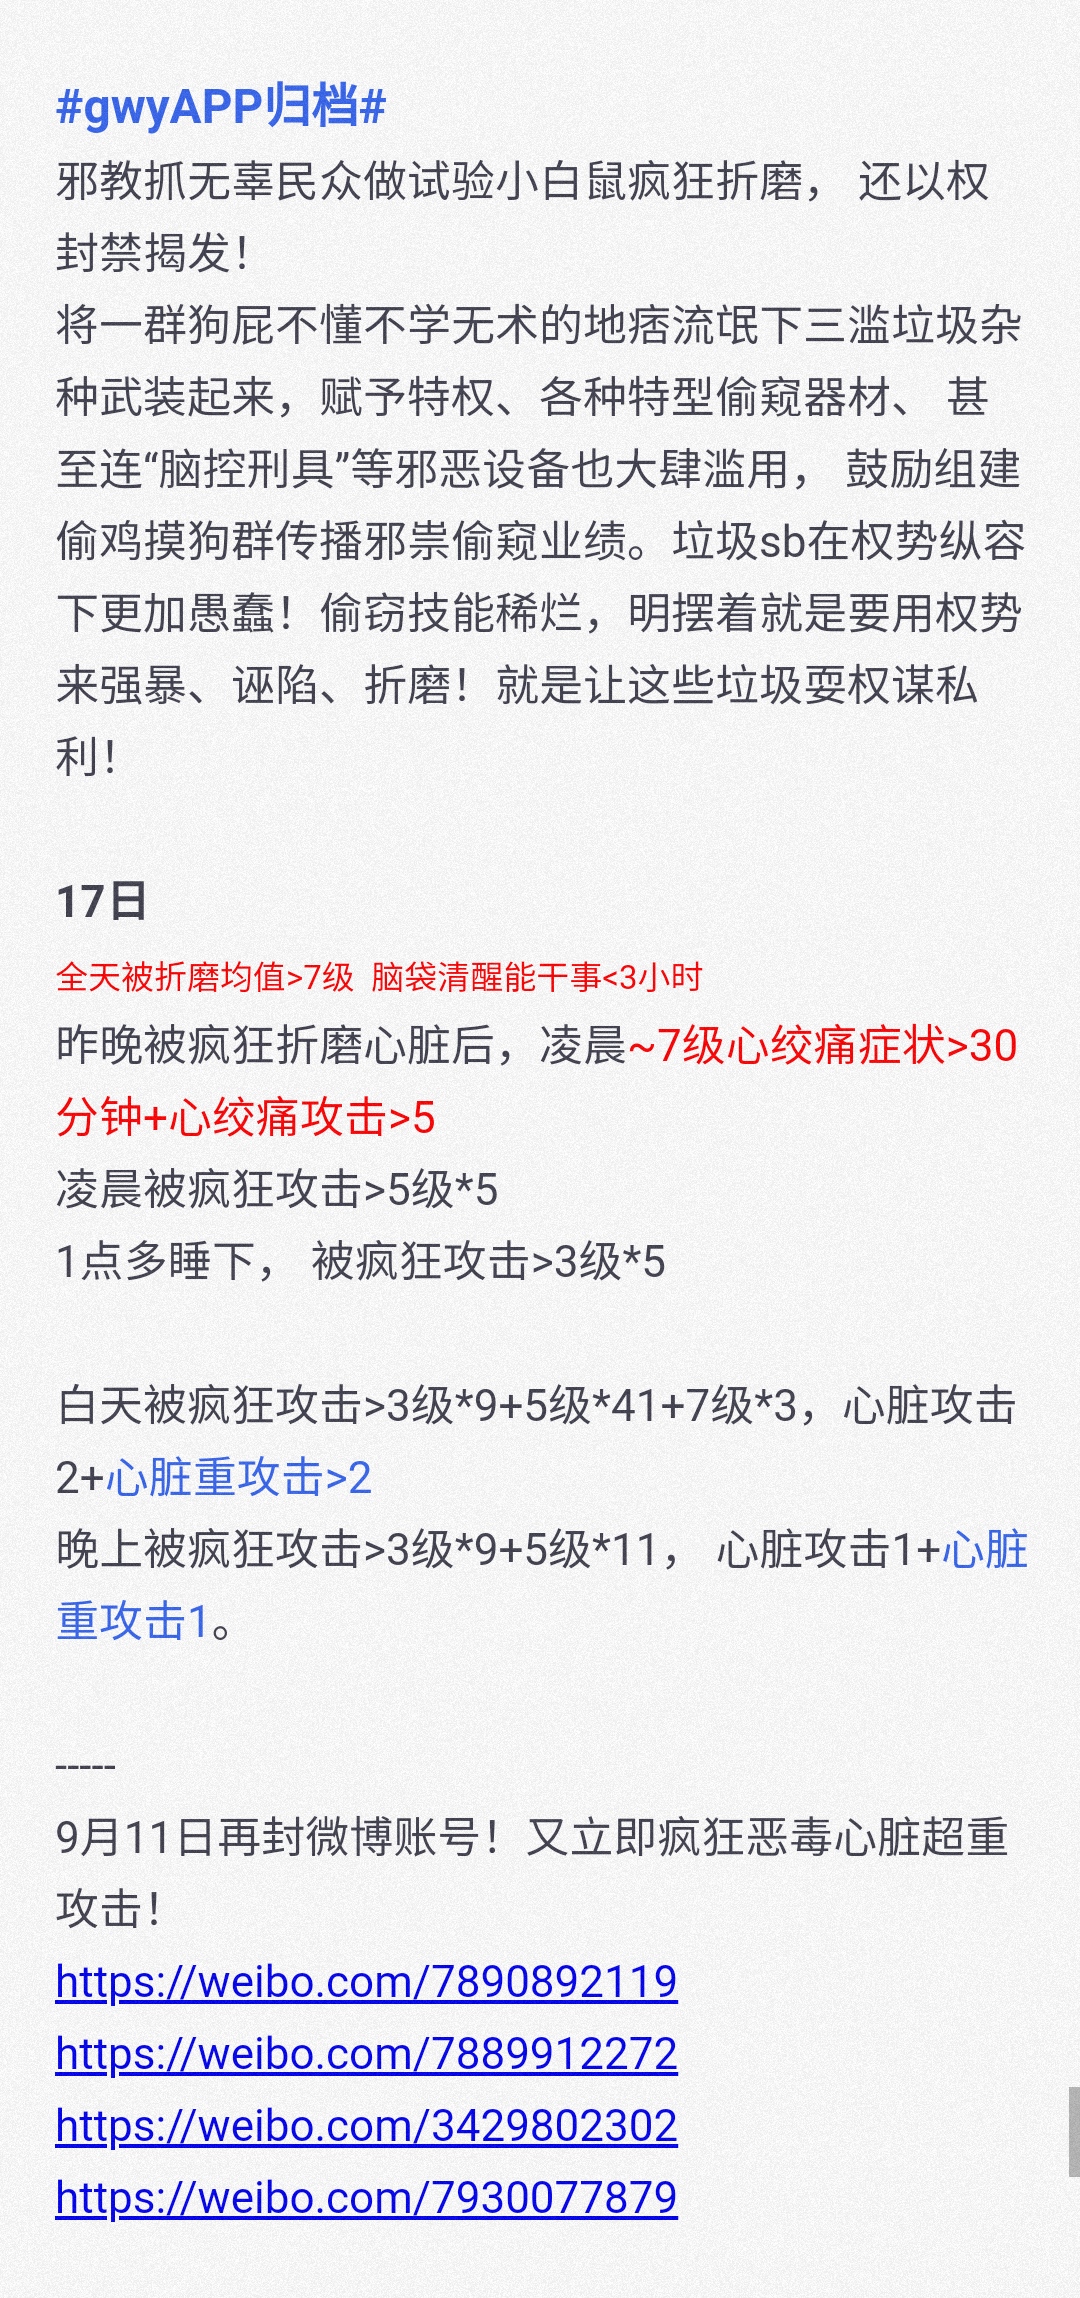 #gwyAPP归档#
邪教抓无辜民众做试验小白鼠疯狂折磨， 还以权
封禁揭发！
将一群狗屁不懂不学无术的地痞流氓下三滥垃圾杂
种武装起来，赋予特权、各种特型偷窥器材、 甚
至连“脑控刑具”等邪恶设备也大肆滥用， 鼓励组建
偷鸡摸狗群传播邪祟偷窥业绩。垃圾sb在权势纵容
下更加愚蠢！偷窃技能稀烂，明摆着就是要用权势
来强暴、诬陷、折磨！就是让这些垃圾耍权谋私
利！
17日
全天被折磨均值>7级 脑袋清醒能干事<3小时
昨晚被疯狂折磨心脏后，凌晨~7级心绞痛症状>30
分钟+心绞痛攻击>5
凌晨被疯狂攻击>5级*5
1点多睡下， 被疯狂攻击>3级*5
白天被疯狂攻击>3级*9+5级*41+7级*3，心脏攻击
2+心脏重攻击>2
晚上被疯狂攻击>3级*9+5级*11， 心脏攻击1+心脏
重攻击1。
-----
9月11日再封微博账号！又立即疯狂恶毒心脏超重
攻击！
https://weibo.com/7890892119
https://weibo.com/7889912272
https://weibo.com/3429802302
https://weibo.com/7930077879